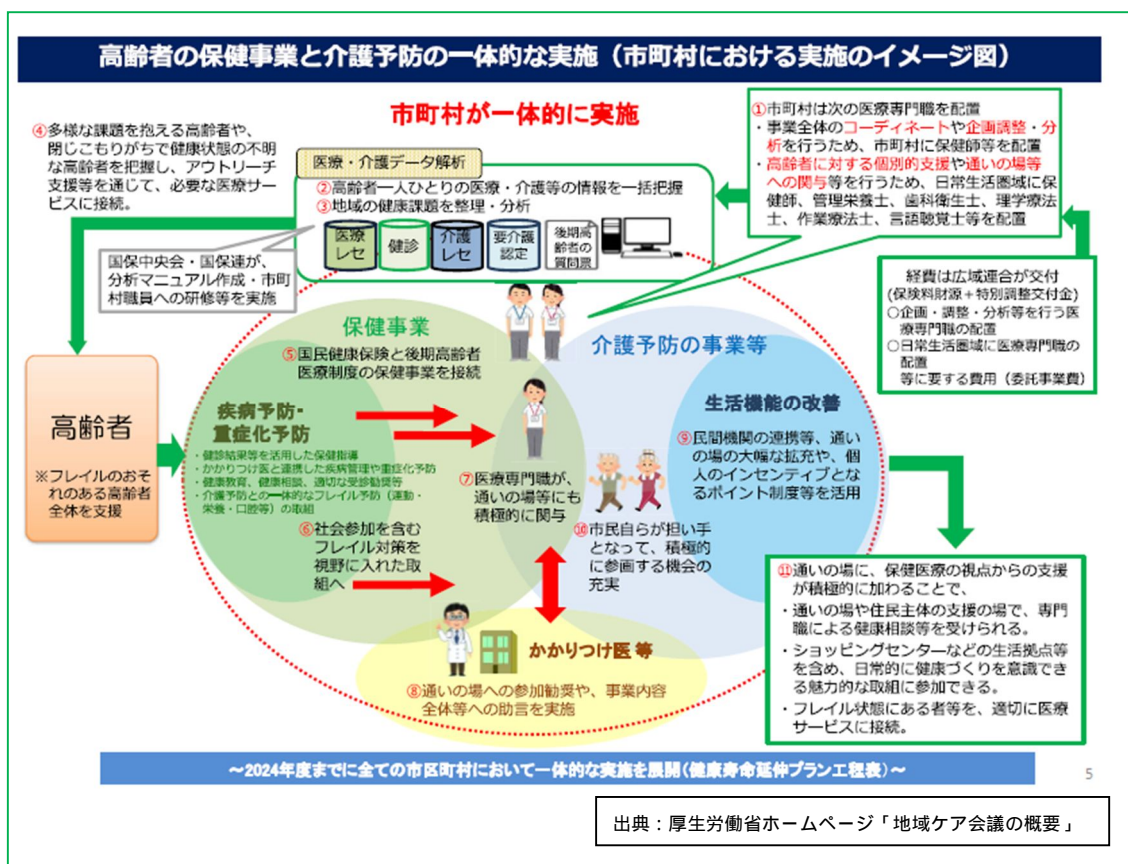 高齢者の保健事業と介護予防の一体的な実施（市町村における実施のイメージ図）
市町村が一体的に実施
④多様な課題を抱える高齢者や、
閉じこもりがちで健康状態の不明
な高齢者を把握し、アウトリーチ
支援等を通じて、必要な医療サー
ビスに接続。
医療・介護データ解析
②高齢者一人ひとりの医療・介護等の情報を一括把握
③地域の健康課題を整理・分析
医療
レセ
健診
介護
レセ
要介護
認定
後期高
齢者の
質問票
①市町村は次の医療専門職を配置
・事業全体のコーディネートや企画調整・分
析を行うため、市町村に保健師等を配置
・高齢者に対する個別的支援や通いの場等
への関与等を行うため、日常生活圏域に保
健師、管理栄養士、歯科衛生士、理学療法
士、作業療法士、言語聴覚士等を配置
国保中央会・国保連が、
分析マニュアル作成・市町
村職員への研修等を実施
経費は広域連合が交付
(保険料財源＋特別調整交付金)
○企画・調整・分析等を行う医
療専門職の配置
○日常生活圏域に医療専門職の
配置
等に要する費用（委託事業費）
高齢者
※フレイルのおそ
れのある高齢者
全体を支援
保健事業
⑤国民健康保険と後期高齢者
医療制度の保健事業を接続
疾病予防・
重症化予防
・健診結果等を活用した保健指導
・かかりつけ医と連携した疾病管理や重症化予防
・健康教育、健康相談、適切な受診勧奨等
・介護予防との一体的なフレイル予防（運動・
栄養・口腔等）の取組
⑥社会参加を含む
フレイル対策を
視野に入れた取
組へ
⑦医療専門職が、
通いの場等にも
積極的に関与
介護予防の事業等
生活機能の改善
⑨民間機関の連携等、通い
の場の大幅な拡充や、個
人のインセンティブとな
るポイント制度等を活用
⑩市民自らが担い手
となって、積極的
に参画する機会の
充実
かかりつけ医 等
⑧通いの場への参加勧奨や、事業内容
全体等への助言を実施
⑪通いの場に、保健医療の視点からの支援
が積極的に加わることで、
・通いの場や住民主体の支援の場で、専門
職による健康相談等を受けられる。
・ショッピングセンターなどの生活拠点等
を含め、日常的に健康づくりを意識でき
る魅力的な取組に参加できる。
・フレイル状態にある者等を、適切に医療
サービスに接続。
～2024年度までに全ての市区町村において一体的な実施を展開(健康寿命延伸プラン工程表)～
5
出典：厚生労働省ホームページ「地域ケア会議の概要」